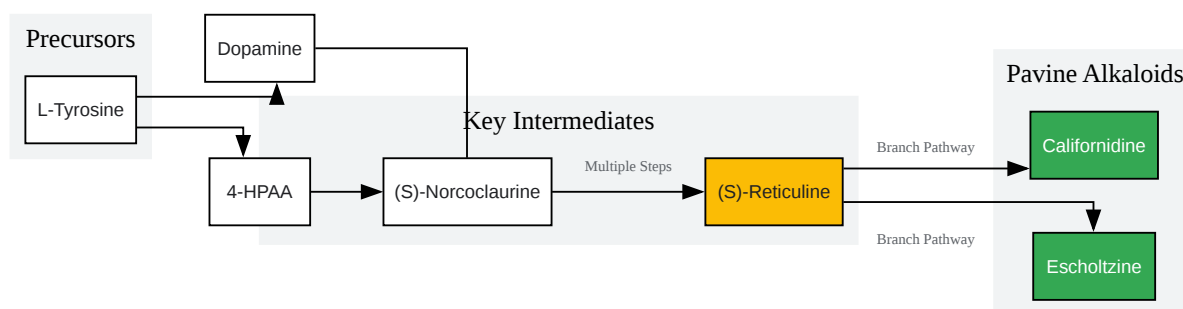 Precursors
L-Tyrosine
Dopamine
4-HPAA
Key Intermediates
(S)-Norcoclaurine
Multiple Steps
(S)-Reticuline
Branch Pathway
Branch Pathway
Pavine Alkaloids
Californidine
Escholtzine